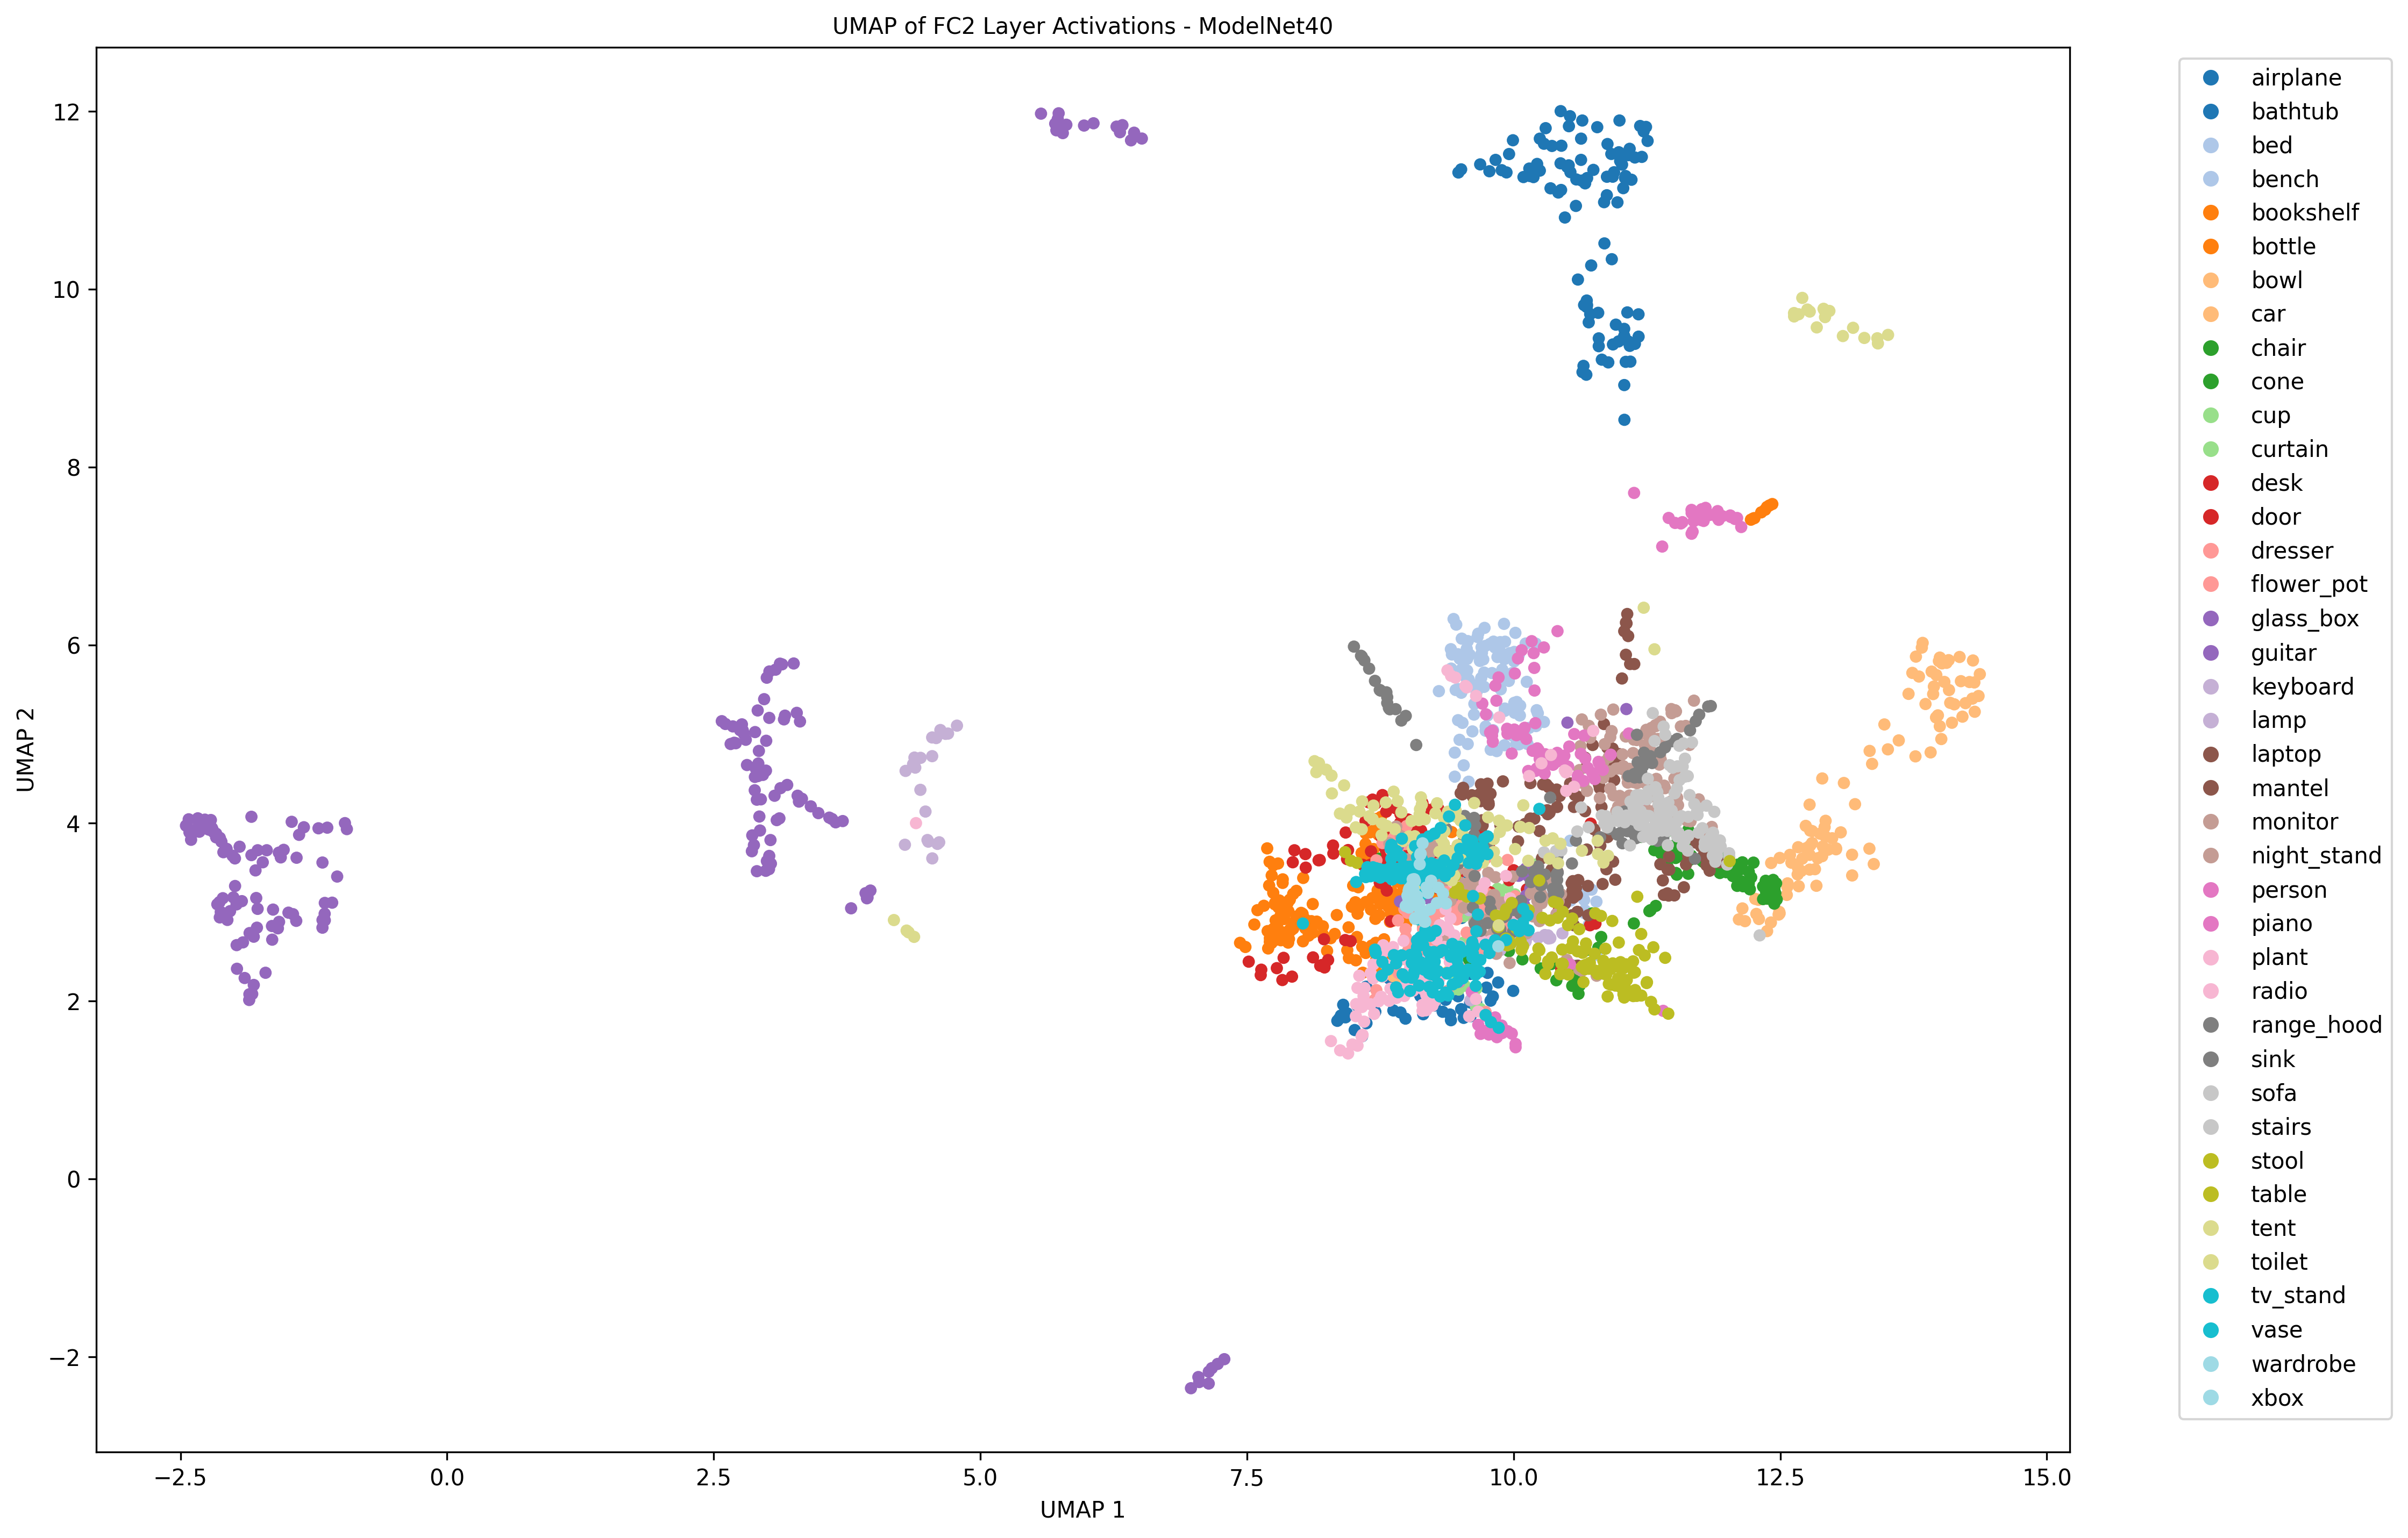 UMAP of FC2 Layer Activations - ModelNet40
12
10
8
6
4
2
0
−2
UMAP 2
−2.5
0.0
2.5
5.0
7.5
10.0
12.5
15.0
UMAP 1
airplane
bathtub
bed
bench
bookshelf
bottle
bowl
car
chair
cone
cup
curtain
desk
door
dresser
flower_pot
glass_box
guitar
keyboard
lamp
laptop
mantel
monitor
night_stand
person
piano
plant
radio
range_hood
sink
sofa
stairs
stool
table
tent
toilet
tv_stand
vase
wardrobe
xbox